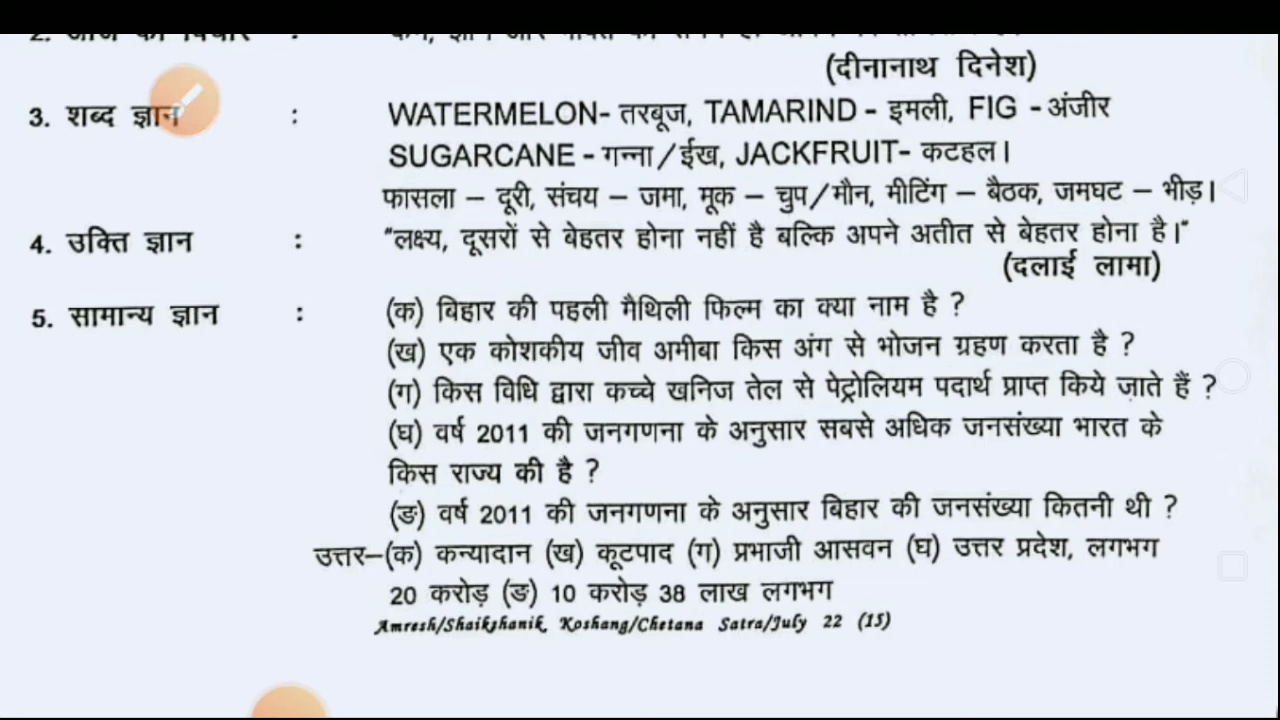 (दीनानाथ दिनेश)
3. शब्द ज्ञान : WATERMELON- तरबूज, TAMARIND - इमली, FIG - अंजीर
SUGARCANE - गन्ना/ईख, JACKFRUIT- कटहल।
फासला – दूरी, संचय – जमा, मूक – चुप/मौन, मीटिंग – बैठक, जमघट – भीड़।
4. उक्ति ज्ञान : "लक्ष्य, दूसरों से बेहतर होना नहीं है बल्कि अपने अतीत से बेहतर होना है।"
(दलाई लामा)
5. सामान्य ज्ञान : (क) बिहार की पहली मैथिली फिल्म का क्या नाम है ?
(ख) एक कोशकीय जीव अमीबा किस अंग से भोजन ग्रहण करता है ?
(ग) किस विधि द्वारा कच्चे खनिज तेल से पेट्रोलियम पदार्थ प्राप्त किये जाते हैं ?
(घ) वर्ष 2011 की जनगणना के अनुसार सबसे अधिक जनसंख्या भारत के
किस राज्य की है ?
(ङ) वर्ष 2011 की जनगणना के अनुसार बिहार की जनसंख्या कितनी थी ?
उत्तर–(क) कन्यादान (ख) कूटपाद (ग) प्रभाजी आसवन (घ) उत्तर प्रदेश, लगभग
20 करोड़ (ङ) 10 करोड़ 38 लाख लगभग
Amresh/Shaikshanik Koshang/Chetana Satra/July 22 (15)